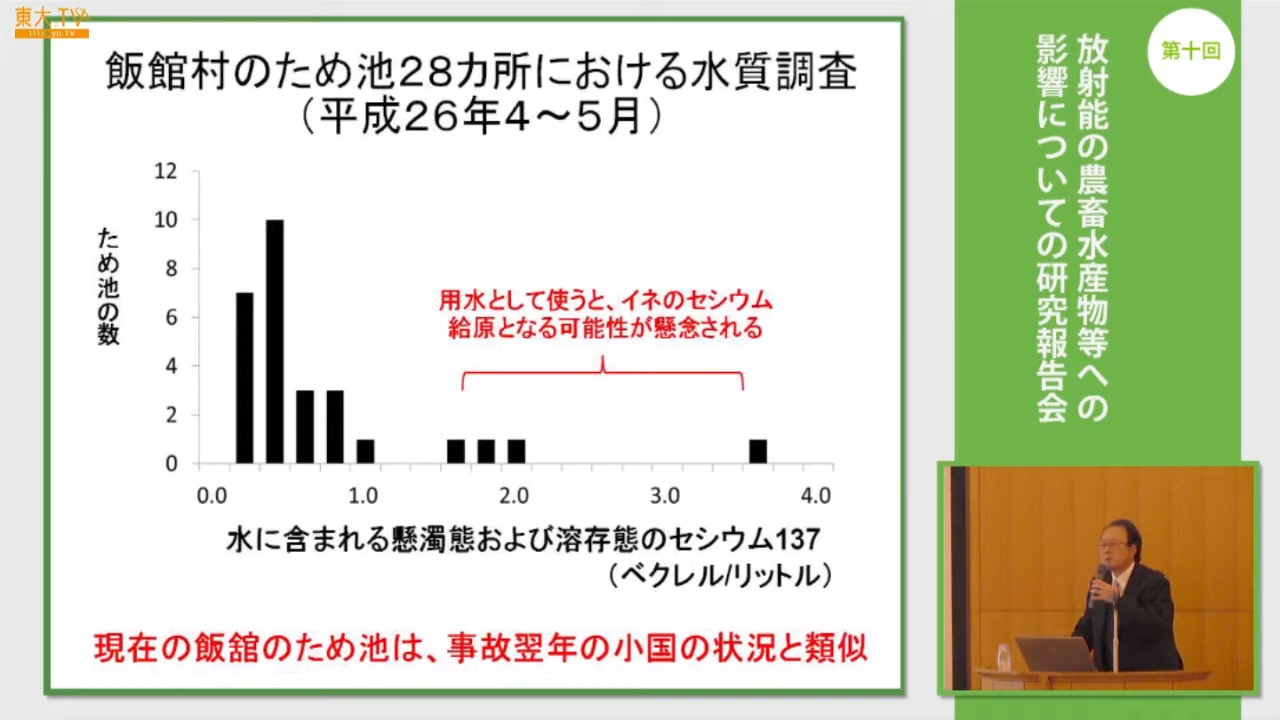 東大TV
UTokyo.TV
飯館村のため池28カ所における水質調査
（平成26年4～5月）
12
10
8
6
4
2
0
ため池の数
用水として使うと、イネのセシウム
給原となる可能性が懸念される
0.0
1.0
2.0
3.0
4.0
水に含まれる懸濁態および溶存態のセシウム137
（ベクレル/リットル）
現在の飯舘のため池は、事故翌年の小国の状況と類似
第十回
放射能の農畜水産物等への
影響についての研究報告会